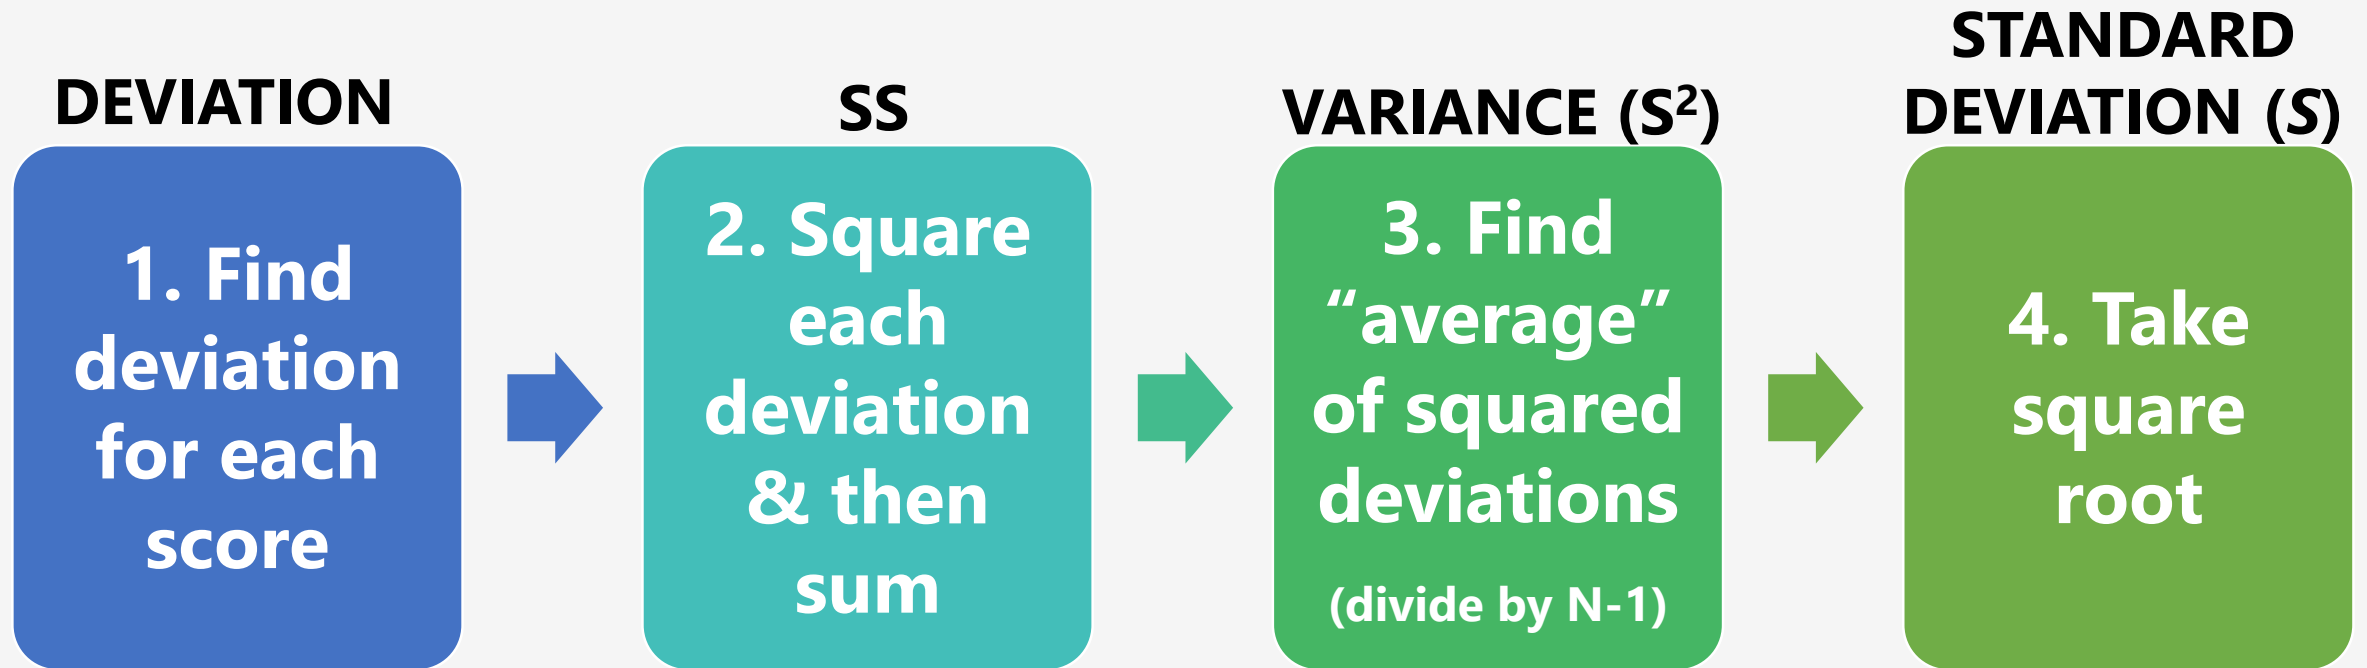 DEVIATION
1. Find
deviation
for each
score
SS
2. Square
each
deviation
& then
sum
VARIANCE (S²)
3. Find
“average”
of squared
deviations
(divide by N-1)
STANDARD
DEVIATION (S)
4. Take
square
root